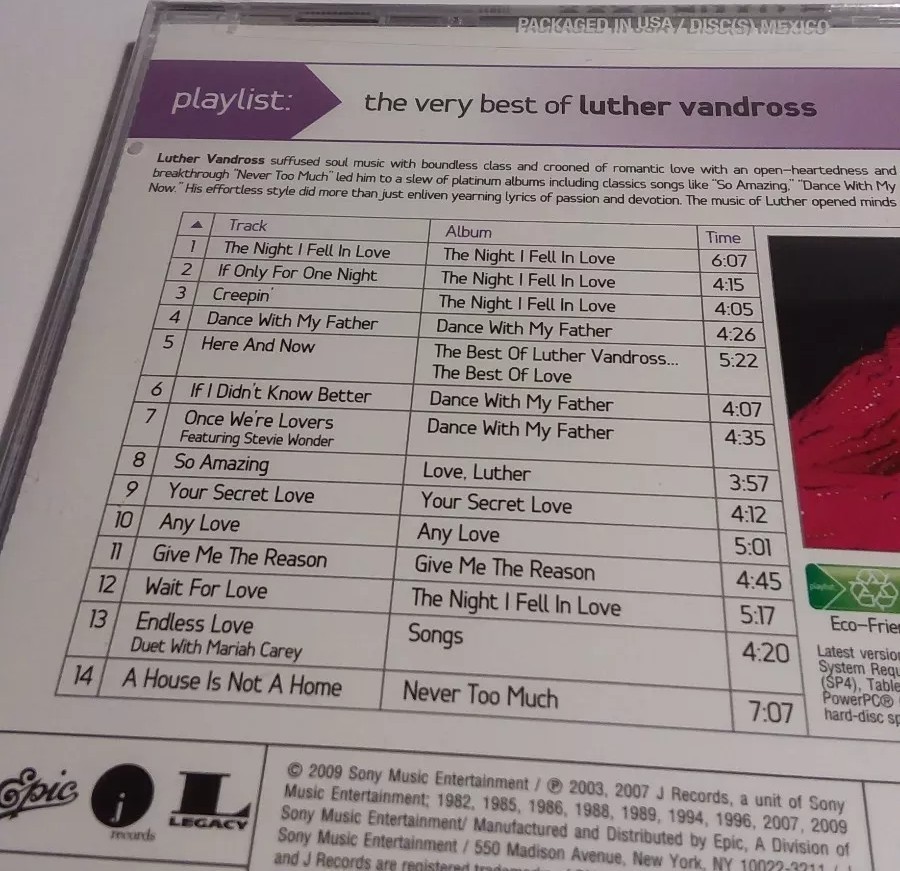 PACKAGED IN USA / DISC(S) MEXICO
playlist: the very best of luther vandross
Luther Vandross suffused soul music with boundless class and crooned of romantic love with an open-heartedness and
breakthrough "Never Too Much" led him to a slew of platinum albums including classics songs like "So Amazing," "Dance With My
Now." His effortless style did more than just enliven yearning lyrics of passion and devotion. The music of Luther opened minds
Track Album Time
1 The Night I Fell In Love The Night I Fell In Love 6:07
2 If Only For One Night The Night I Fell In Love 4:15
3 Creepin' The Night I Fell In Love 4:05
4 Dance With My Father Dance With My Father 4:26
5 Here And Now The Best Of Luther Vandross... 5:22
The Best Of Love
6 If I Didn't Know Better Dance With My Father 4:07
7 Once We're Lovers Dance With My Father 4:35
Featuring Stevie Wonder
8 So Amazing Love, Luther 3:57
9 Your Secret Love Your Secret Love 4:12
10 Any Love Any Love 5:01
11 Give Me The Reason Give Me The Reason 4:45
12 Wait For Love The Night I Fell In Love 5:17
13 Endless Love Songs 4:20
Duet With Mariah Carey
14 A House Is Not A Home Never Too Much 7:07
playlist:
Eco-Frie
Latest versio
System Requ
(SP4), Table
PowerPC®
hard-disc sp
Epic
j records
L LEGACY
© 2009 Sony Music Entertainment / ℗ 2003, 2007 J Records, a unit of Sony
Music Entertainment; 1982, 1985, 1986, 1988, 1989, 1994, 1996, 2007, 2009
Sony Music Entertainment/ Manufactured and Distributed by Epic, A Division of
Sony Music Entertainment / 550 Madison Avenue, New York, NY 10022-3211 /
and J Records are registered